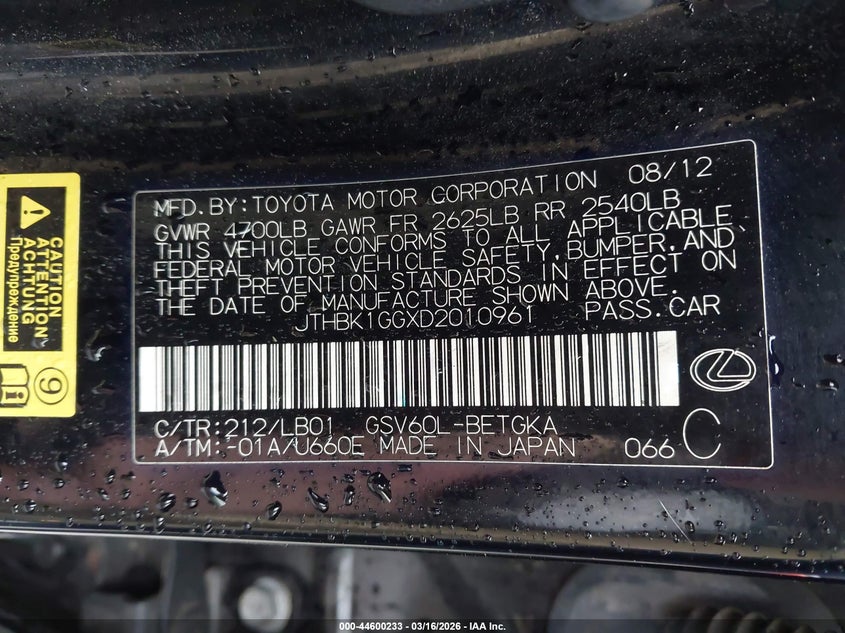 CAUTION
ATTENTION
ACHTUNG
Предупреждение
9
MFD. BY: TOYOTA MOTOR CORPORATION 08/12
GVWR 4700LB GAWR FR 2625LB RR 2540LB
THIS VEHICLE CONFORMS TO ALL APPLICABLE
FEDERAL MOTOR VEHICLE SAFETY, BUMPER, AND
THEFT PREVENTION STANDARDS IN EFFECT ON
THE DATE OF MANUFACTURE SHOWN ABOVE.
JTHBK1GGXD2010961 PASS. CAR
C/TR: 212/LB01 GSV60L-BETGKA
A/TM: -01A/U660E MADE IN JAPAN 066 C
000-44600233 - 03/16/2026 - IAA Inc.